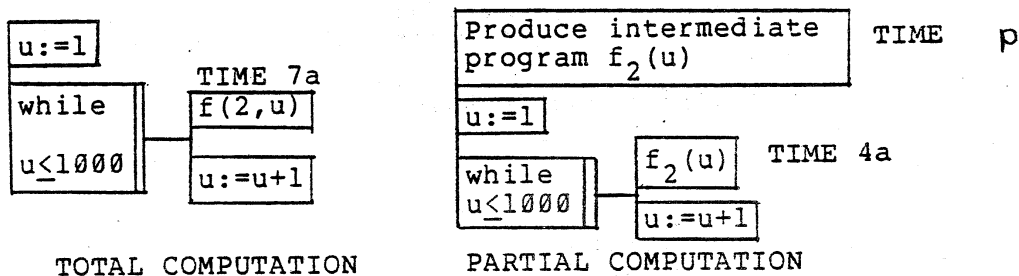 u:=1
TIME 7a
while
f(2,u)
u≤1000
u:=u+1
TOTAL COMPUTATION
Produce intermediate
program f₂(u)
TIME p
u:=1
f₂(u)
TIME 4a
while
u≤1000
u:=u+1
PARTIAL COMPUTATION